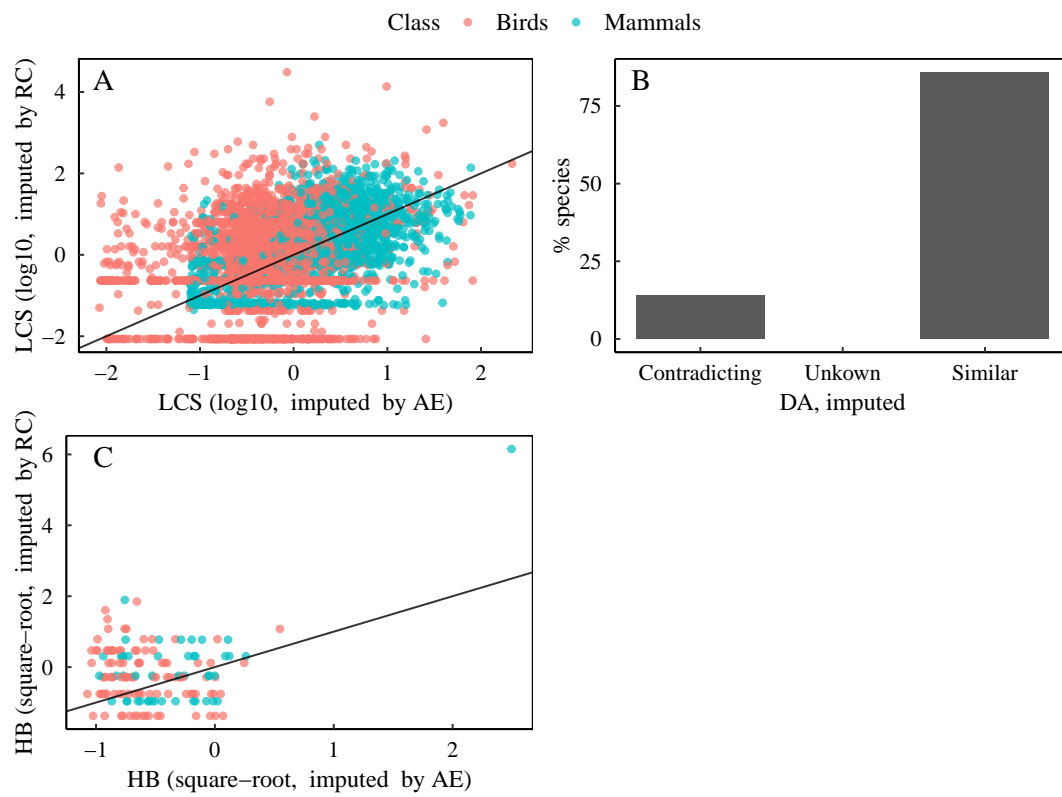 Class Birds Mammals
A
LCS (log10, imputed by RC)
4
2
0
−2
−2 −1 0 1 2
LCS (log10, imputed by AE)
B
% species
75
50
25
0
Contradicting Unkown Similar
DA, imputed
C
HB (square−root, imputed by RC)
6
4
2
0
−1 0 1 2
HB (square−root, imputed by AE)